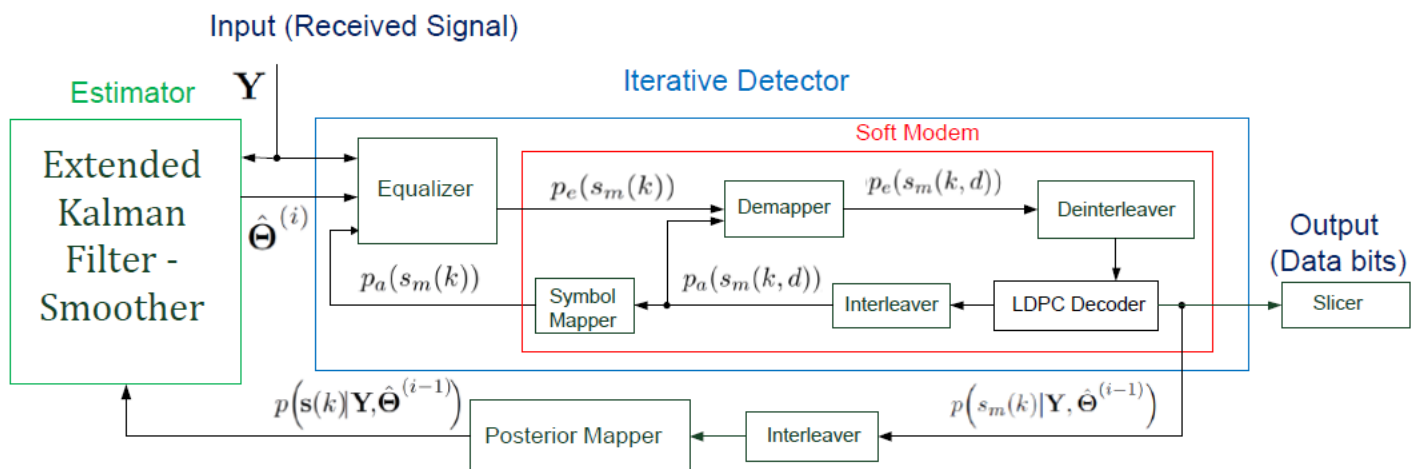 Input (Received Signal)
Estimator
Y
Iterative Detector
Soft Modem
Extended
Kalman
Filter -
Smoother
Θ̂^(i)
Equalizer
p_e(s_m(k))
Demapper
p_e(s_m(k, d))
Deinterleaver
Output
(Data bits)
p_a(s_m(k))
Symbol
Mapper
p_a(s_m(k, d))
Interleaver
LDPC Decoder
Slicer
p(s(k)|Y,Θ̂^(i−1))
Posterior Mapper
Interleaver
p(s_m(k)|Y, Θ̂^(i−1))